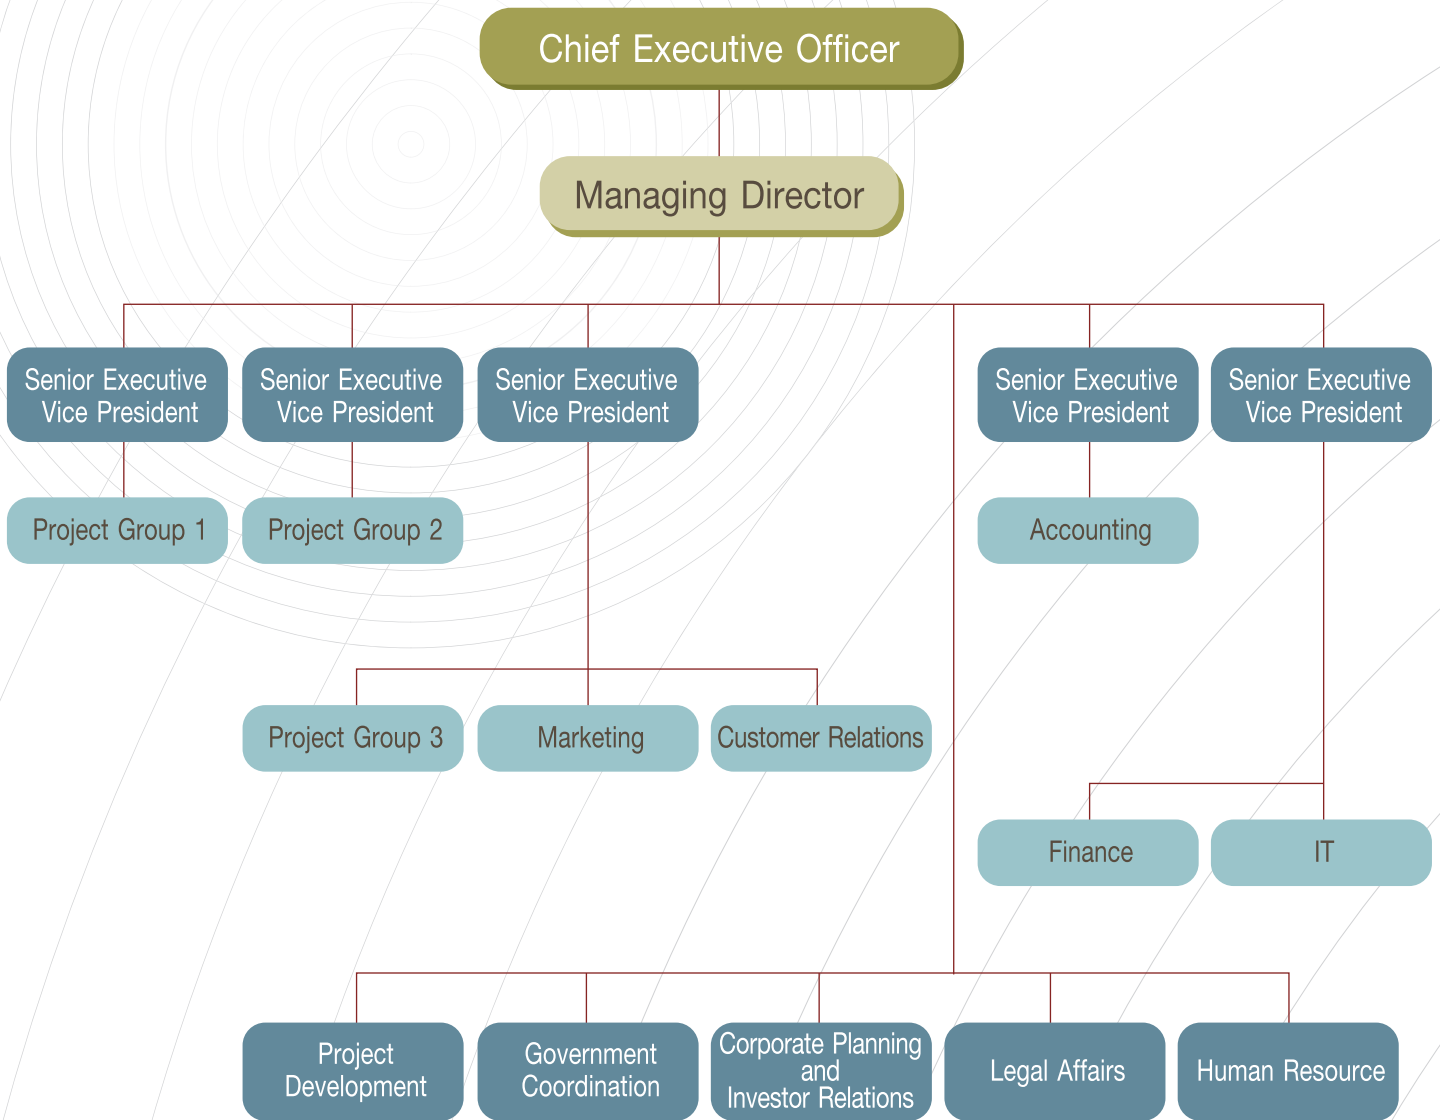 Chief Executive Officer
Managing Director
Senior Executive
Vice President
Senior Executive
Vice President
Senior Executive
Vice President
Senior Executive
Vice President
Senior Executive
Vice President
Project Group 1
Project Group 2
Accounting
Project Group 3
Marketing
Customer Relations
Finance
IT
Project
Development
Government
Coordination
Corporate Planning
and
Investor Relations
Legal Affairs
Human Resource